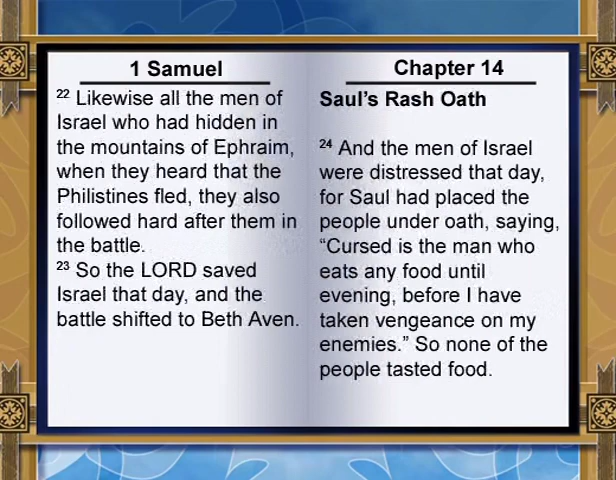 1 Samuel
²² Likewise all the men of
Israel who had hidden in
the mountains of Ephraim,
when they heard that the
Philistines fled, they also
followed hard after them in
the battle.
²³ So the LORD saved
Israel that day, and the
battle shifted to Beth Aven.
Chapter 14
Saul's Rash Oath
²⁴ And the men of Israel
were distressed that day,
for Saul had placed the
people under oath, saying,
“Cursed is the man who
eats any food until
evening, before I have
taken vengeance on my
enemies.” So none of the
people tasted food.